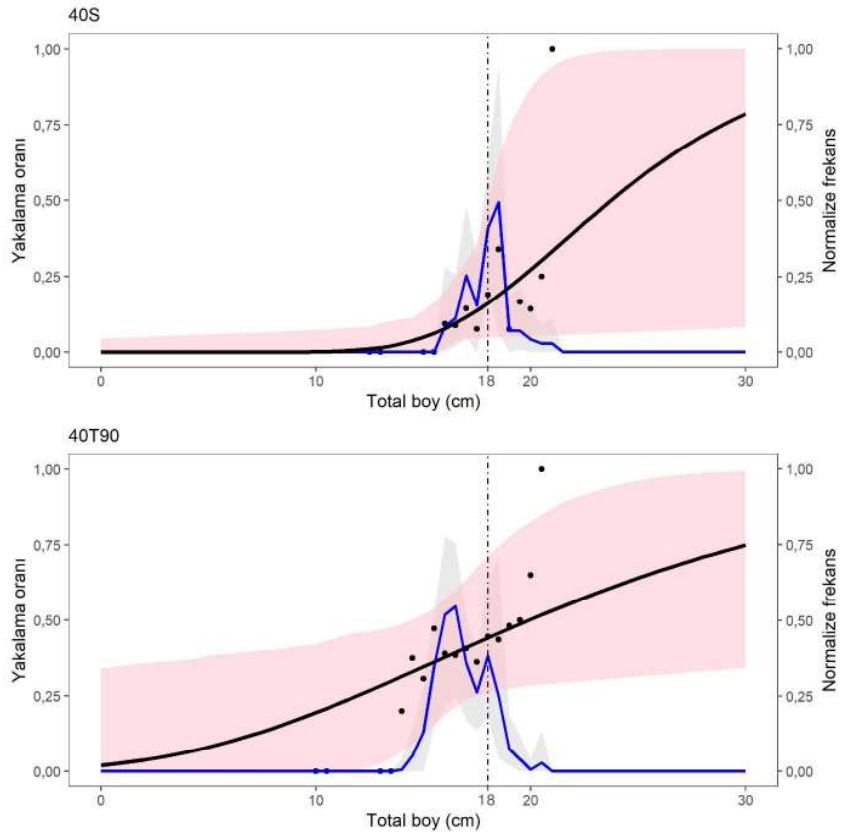 40S
1,00 1,00
0,75 0,75
0,50 0,50
0,25 0,25
0,00 0,00
Yakalama oranı
Normalize frekans
0 10 18 20 30
Total boy (cm)
40T90
1,00 1,00
0,75 0,75
0,50 0,50
0,25 0,25
0,00 0,00
Yakalama oranı
Normalize frekans
0 10 18 20 30
Total boy (cm)